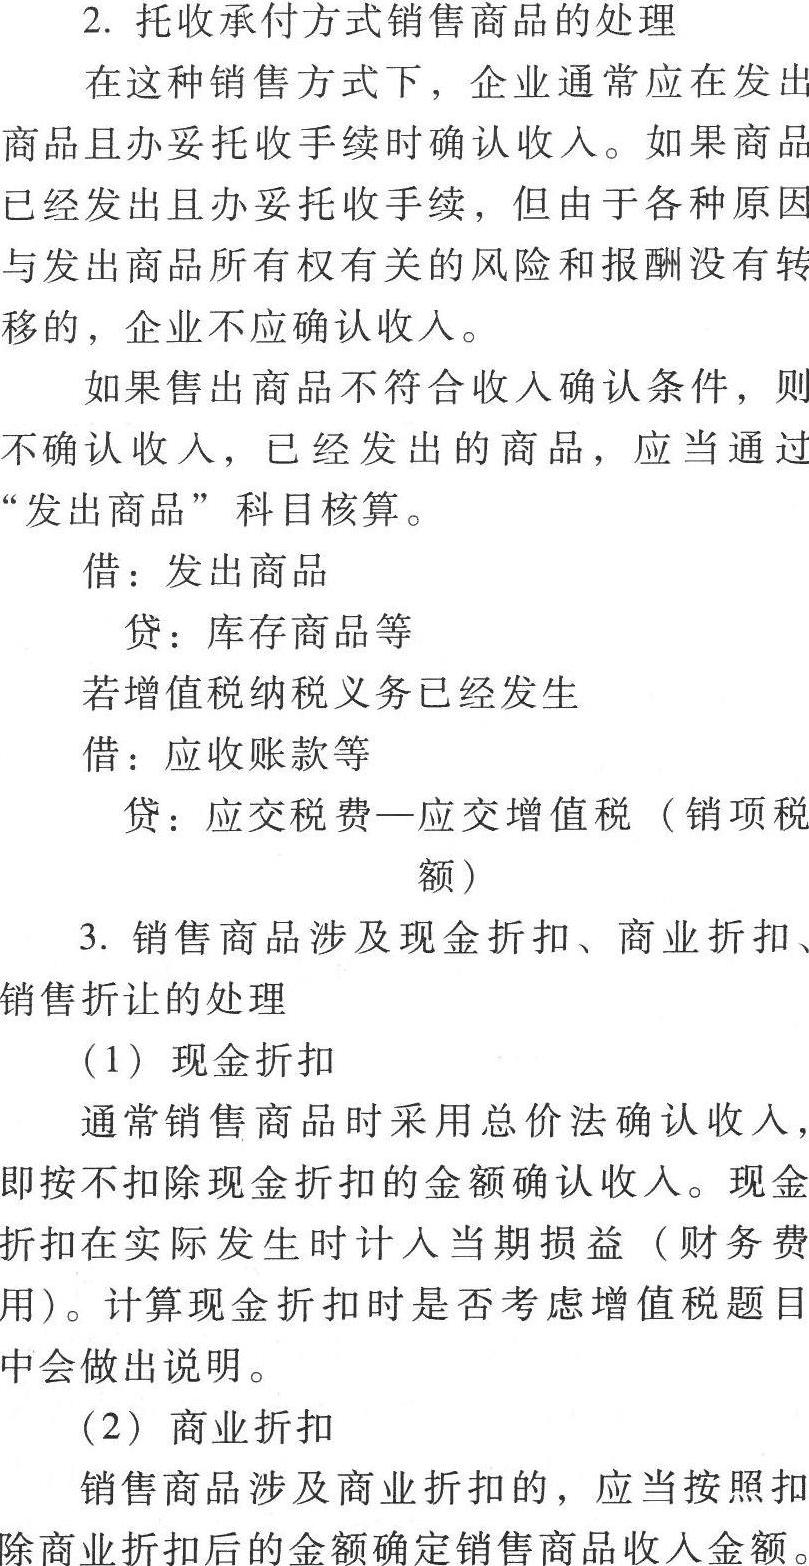 2. 托收承付方式销售商品的处理
在这种销售方式下，企业通常应在发出
商品且办妥托收手续时确认收入。如果商品
已经发出且办妥托收手续，但由于各种原因
与发出商品所有权有关的风险和报酬没有转
移的，企业不应确认收入。
如果售出商品不符合收入确认条件，则
不确认收入，已经发出的商品，应当通过
“发出商品”科目核算。
借：发出商品
贷：库存商品等
若增值税纳税义务已经发生
借：应收账款等
贷：应交税费—应交增值税（销项税
额）
3. 销售商品涉及现金折扣、商业折扣、
销售折让的处理
（1）现金折扣
通常销售商品时采用总价法确认收入，
即按不扣除现金折扣的金额确认收入。现金
折扣在实际发生时计入当期损益（财务费
用）。计算现金折扣时是否考虑增值税题目
中会做出说明。
（2）商业折扣
销售商品涉及商业折扣的，应当按照扣
除商业折扣后的金额确定销售商品收入金额。